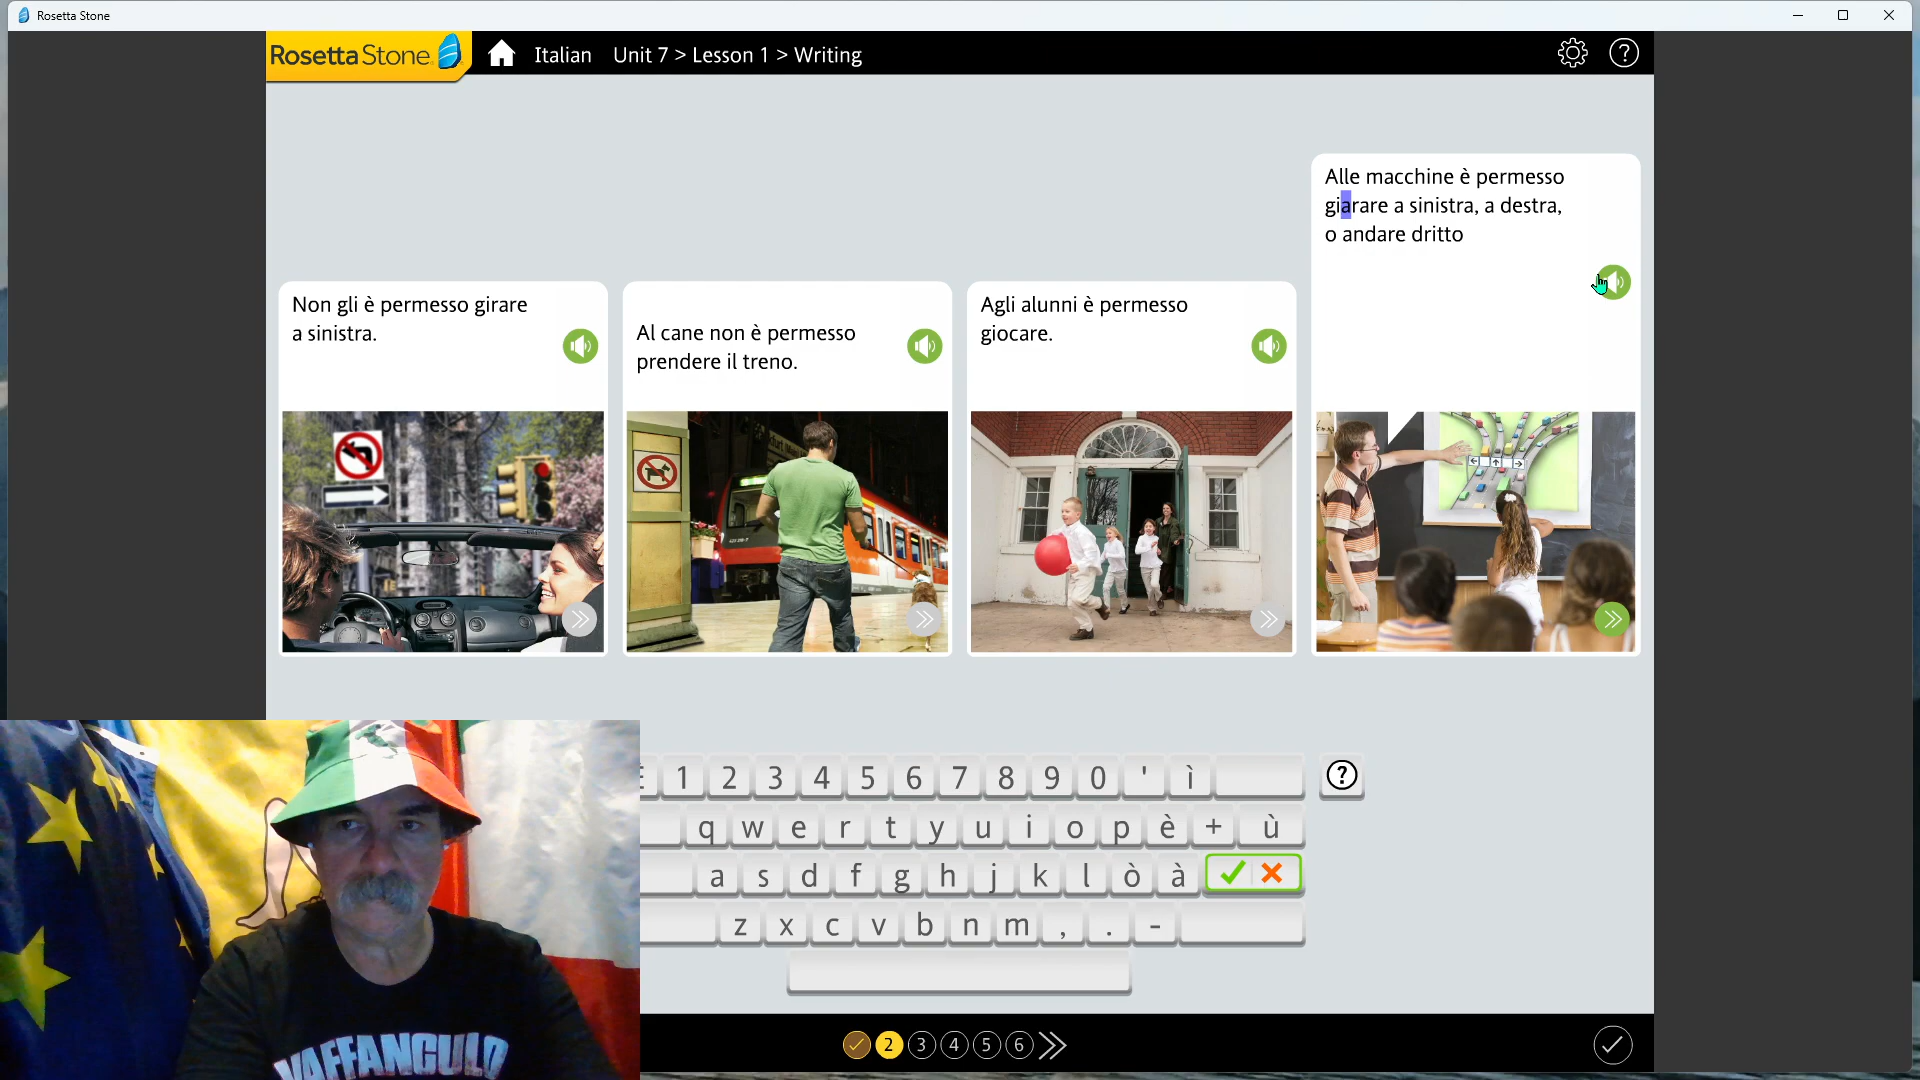 Rosetta Stone
RosettaStone
Italian Unit 7 > Lesson 1 > Writing
?
Non gli è permesso girare
a sinistra.
Al cane non è permesso
prendere il treno.
Agli alunni è permesso
giocare.
Alle macchine è permesso
giarare a sinistra, a destra,
o andare dritto
1 2 3 4 5 6 7 8 9 0 ' ì
?
q w e r t y u i o p è + ù
a s d f g h j k l ò à
z x c v b n m , . -
VAFFANGULO
2 3 4 5 6